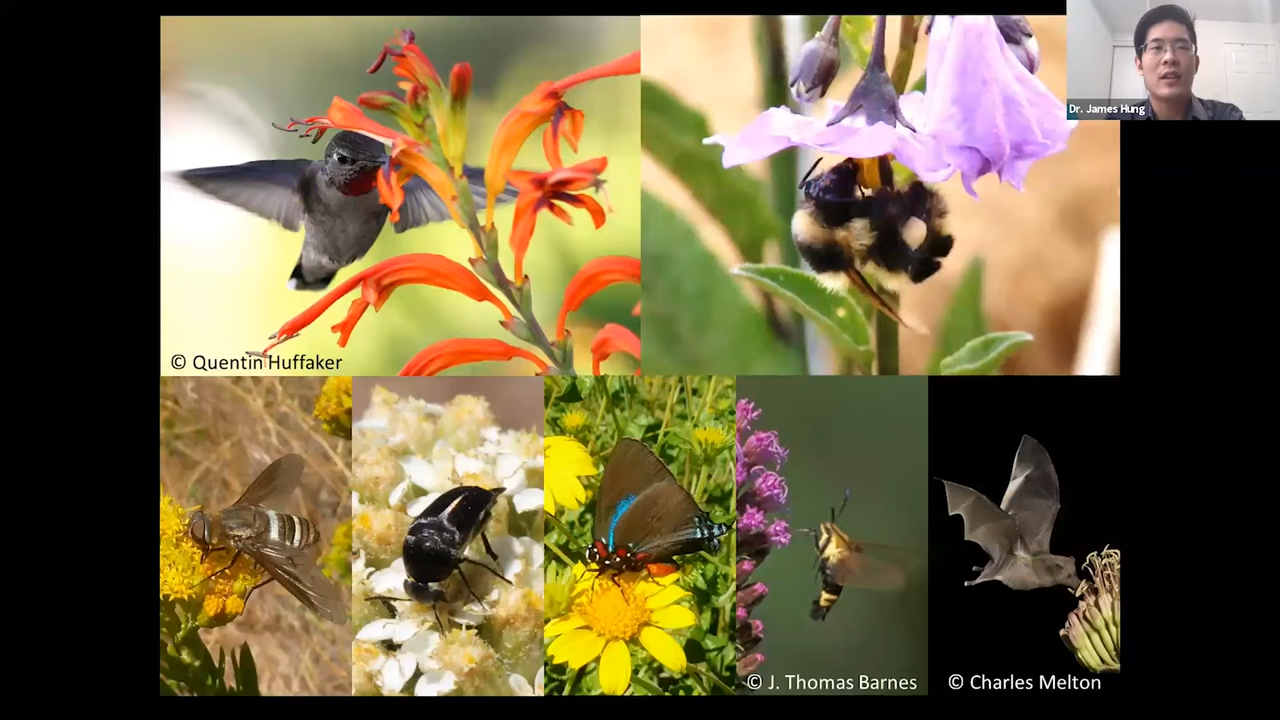 Dr. James Hung
© Quentin Huffaker
© J. Thomas Barnes
© Charles Melton